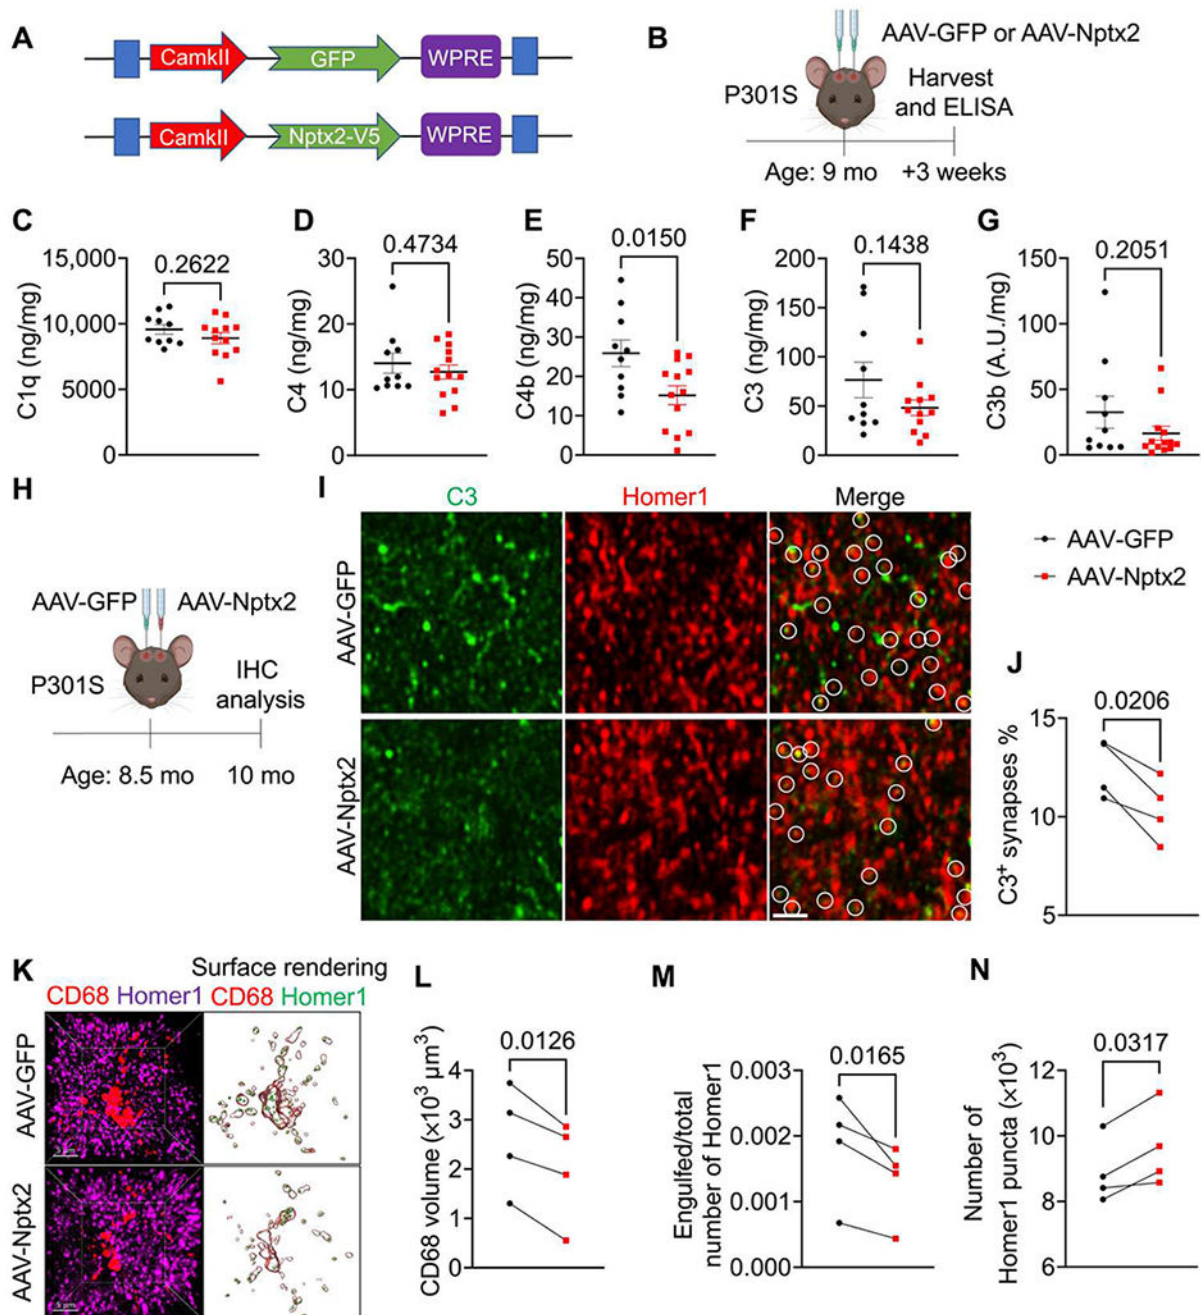 A
CamkII GFP WPRE
CamkII Nptx2-V5 WPRE
B
AAV-GFP or AAV-Nptx2
P301S
Harvest
and ELISA
Age: 9 mo +3 weeks
C
0.2622
C1q (ng/mg)
15,000
10,000
5000
0
D
0.4734
C4 (ng/mg)
30
20
10
0
E
0.0150
C4b (ng/mg)
50
40
30
20
10
0
F
0.1438
C3 (ng/mg)
200
150
100
50
0
G
0.2051
C3b (A.U./mg)
150
100
50
0
H
AAV-GFP AAV-Nptx2
P301S
IHC
analysis
Age: 8.5 mo 10 mo
I
C3 Homer1 Merge
AAV-GFP
AAV-Nptx2
AAV-GFP
AAV-Nptx2
J
0.0206
C3+ synapses %
15
10
5
K
Surface rendering
CD68 Homer1 CD68 Homer1
AAV-GFP
5 µm
AAV-Nptx2
5 µm
L
0.0126
CD68 volume (×10³ µm³)
4
3
2
1
0
M
0.0165
Engulfed/total
number of Homer1
0.003
0.002
0.001
0.000
N
0.0317
Number of
Homer1 puncta (×10³)
12
10
8
6